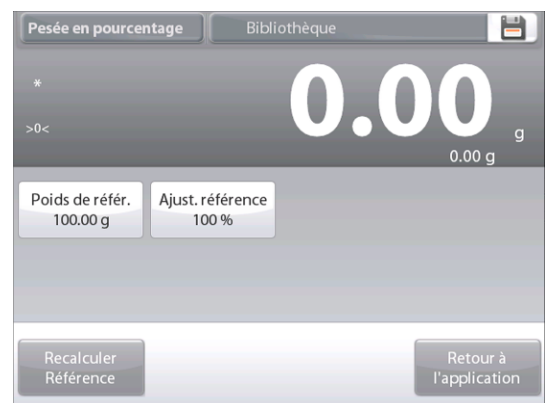 Pesée en pourcentage
Bibliothèque
*
0.00 g
>0<
0.00 g
Poids de référ.
100.00 g
Ajust. référence
100 %
Recalculer
Référence
Retour à
l'application